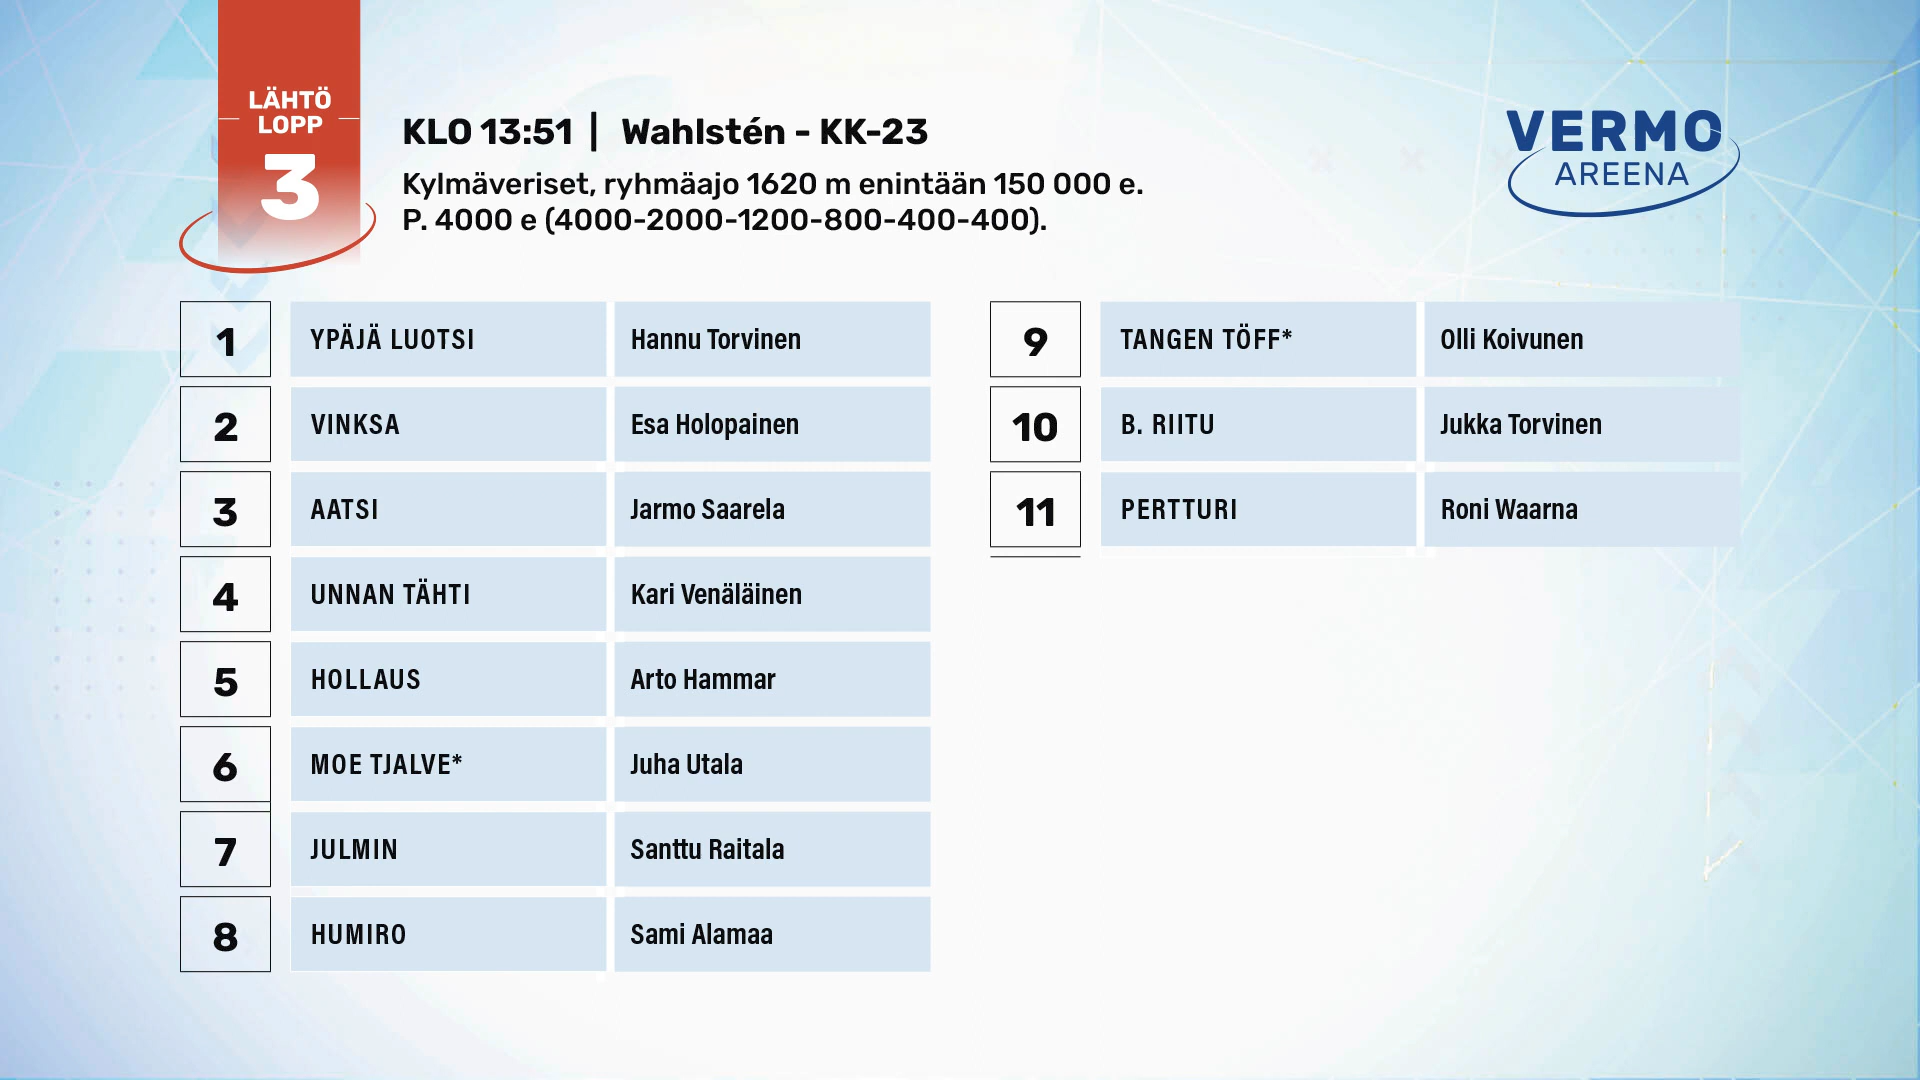 LÄHTÖ
LOPP
3
KLO 13:51 | Wahlstén - KK-23
Kylmäveriset, ryhmäajo 1620 m enintään 150 000 e.
P. 4000 e (4000-2000-1200-800-400-400).
VERMO
AREENA
1 YPÄJÄ LUOTSI Hannu Torvinen
2 VINKSA Esa Holopainen
3 AATSI Jarmo Saarela
4 UNNAN TÄHTI Kari Venäläinen
5 HOLLAUS Arto Hammar
6 MOE TJALVE* Juha Utala
7 JULMIN Santtu Raitala
8 HUMIRO Sami Alamaa
9 TANGEN TÖFF* Olli Koivunen
10 B. RIITU Jukka Torvinen
11 PERTTURI Roni Waarna